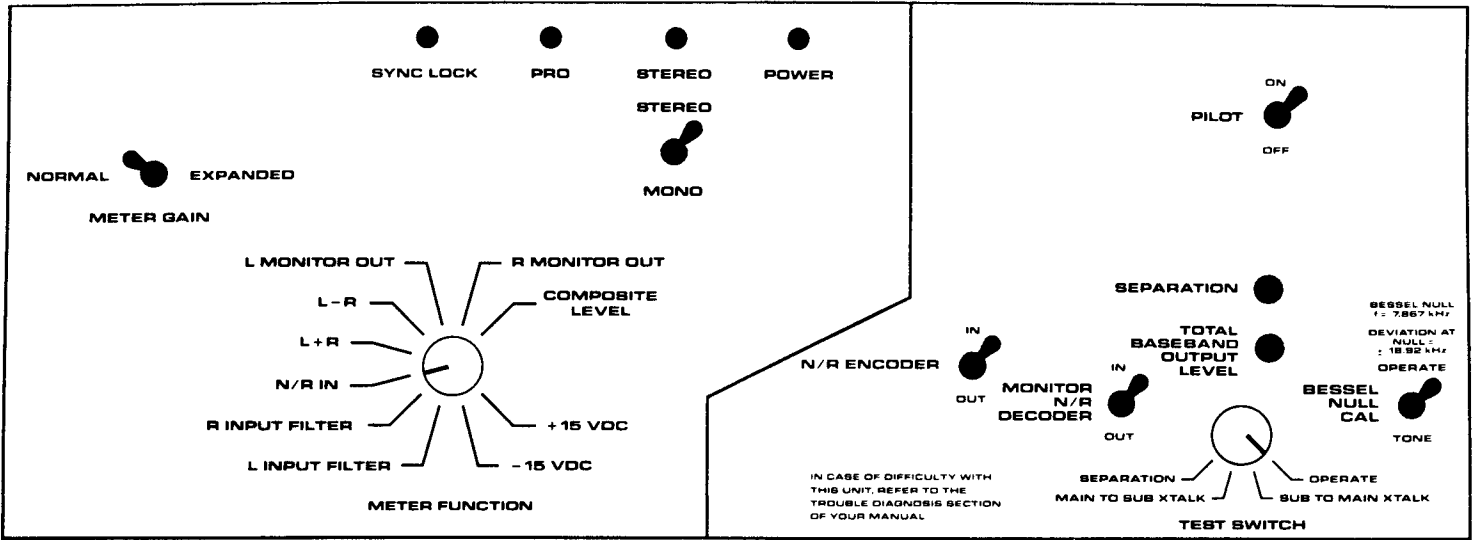 SYNC LOCK
PRO
STEREO
POWER
STEREO
MONO
NORMAL
EXPANDED
METER GAIN
L MONITOR OUT
R MONITOR OUT
L-R
COMPOSITE
LEVEL
L+R
N/R IN
R INPUT FILTER
+15 VDC
L INPUT FILTER
-15 VDC
METER FUNCTION
ON
PILOT
OFF
SEPARATION
TOTAL
BASEBAND
OUTPUT
LEVEL
BESSEL NULL
f = 7.867 kHz
DEVIATION AT
NULL =
± 18.92 kHz
OPERATE
BESSEL
NULL
CAL
TONE
IN
N/R ENCODER
OUT
IN
MONITOR
N/R
DECODER
OUT
SEPARATION
OPERATE
MAIN TO SUB XTALK
SUB TO MAIN XTALK
TEST SWITCH
IN CASE OF DIFFICULTY WITH
THIS UNIT, REFER TO THE
TROUBLE DIAGNOSIS SECTION
OF YOUR MANUAL